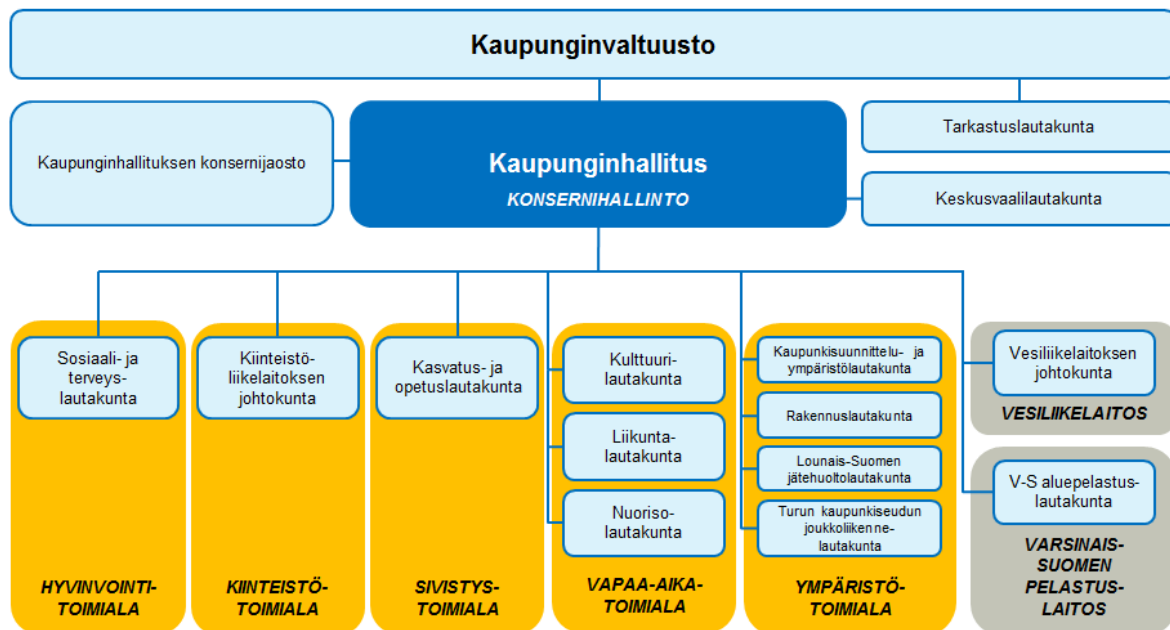 Kaupunginvaltuusto
Kaupunginhallituksen konsernijaosto
Kaupunginhallitus
KONSERNIHALLINTO
Tarkastuslautakunta
Keskusvaalilautakunta
Sosiaali- ja
terveys-
lautakunta
HYVINVOINTI-
TOIMIALA
Kiinteistö-
liikelaitoksen
johtokunta
KIINTEISTÖ-
TOIMIALA
Kasvatus- ja
opetuslautakunta
SIVISTYS-
TOIMIALA
Kulttuuri-
lautakunta
Liikunta-
lautakunta
Nuoriso-
lautakunta
VAPAA-AIKA-
TOIMIALA
Kaupunkisuunnittelu- ja
ympäristölautakunta
Rakennuslautakunta
Lounais-Suomen
jätehuoltolautakunta
Turun kaupunkiseudun
joukkoliikenne-
lautakunta
YMPÄRISTÖ-
TOIMIALA
Vesiliikelaitoksen
johtokunta
VESILIIKELAITOS
V-S aluepelastus-
lautakunta
VARSINAIS-
SUOMEN
PELASTUS-
LAITOS